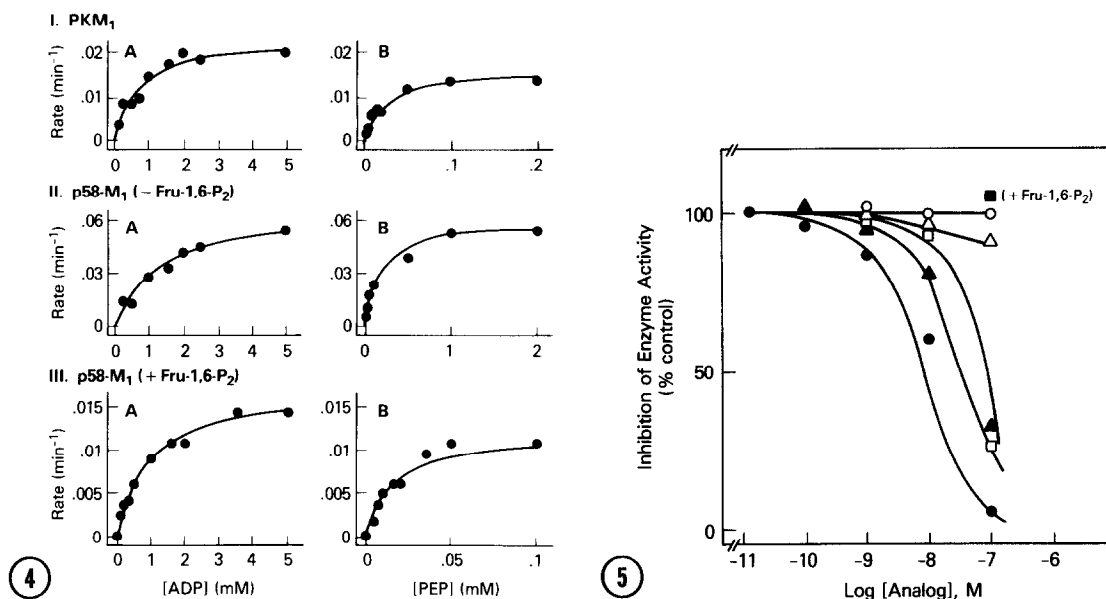 I. PKM₁
A
B
Rate (min⁻¹)
.02
.01
0
.02
.01
0
0 1 2 3 4 5
0 .1 .2
II. p58-M₁ (− Fru-1,6-P₂)
A
B
Rate (min⁻¹)
.06
.03
0
.06
.03
0
0 1 2 3 4 5
0 1 2
III. p58-M₁ (+ Fru-1,6-P₂)
A
B
Rate (min⁻¹)
.015
.01
.005
0
.015
.01
.005
0
0 1 2 3 4 5
0 .05 0.1
[ADP] (mM)
[PEP] (mM)
4
Inhibition of Enzyme Activity
(% control)
100
50
0
(+ Fru-1,6-P₂)
−11 −10 −9 −8 −7 −6
Log [Analog], M
5